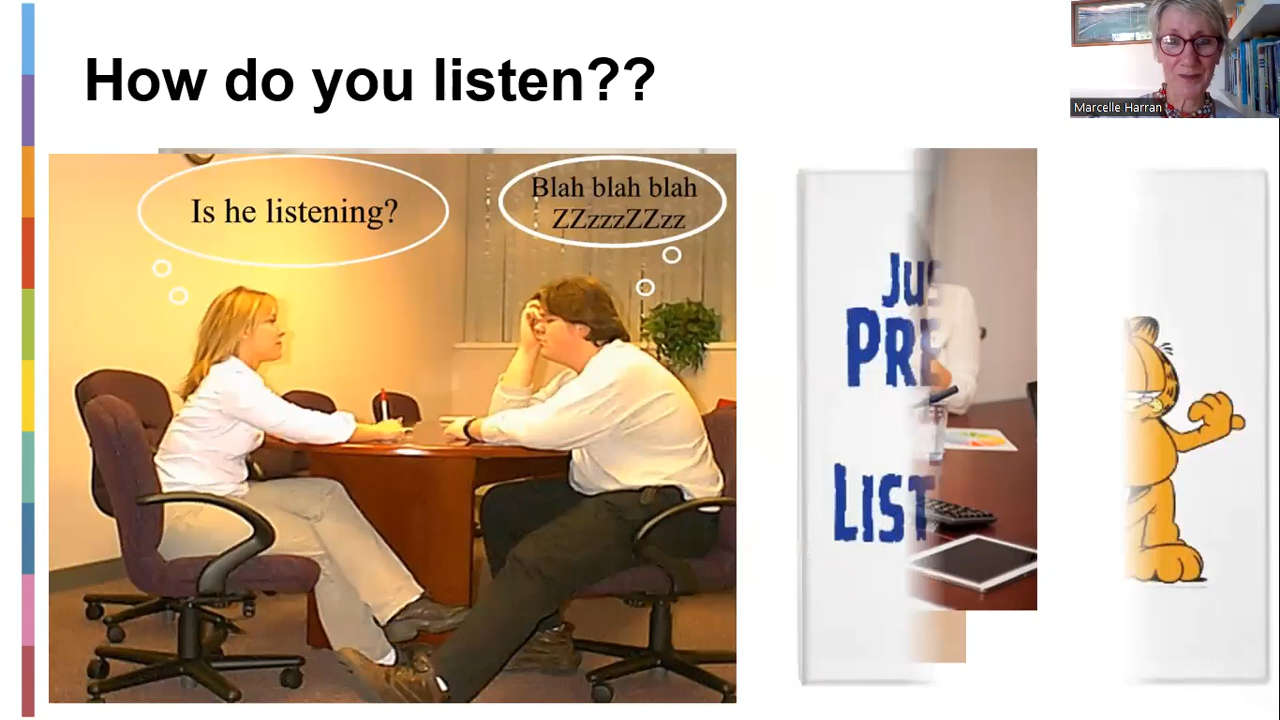 How do you listen??
Marcelle Harran
Is he listening?
Blah blah blah
ZZzzzZZzz